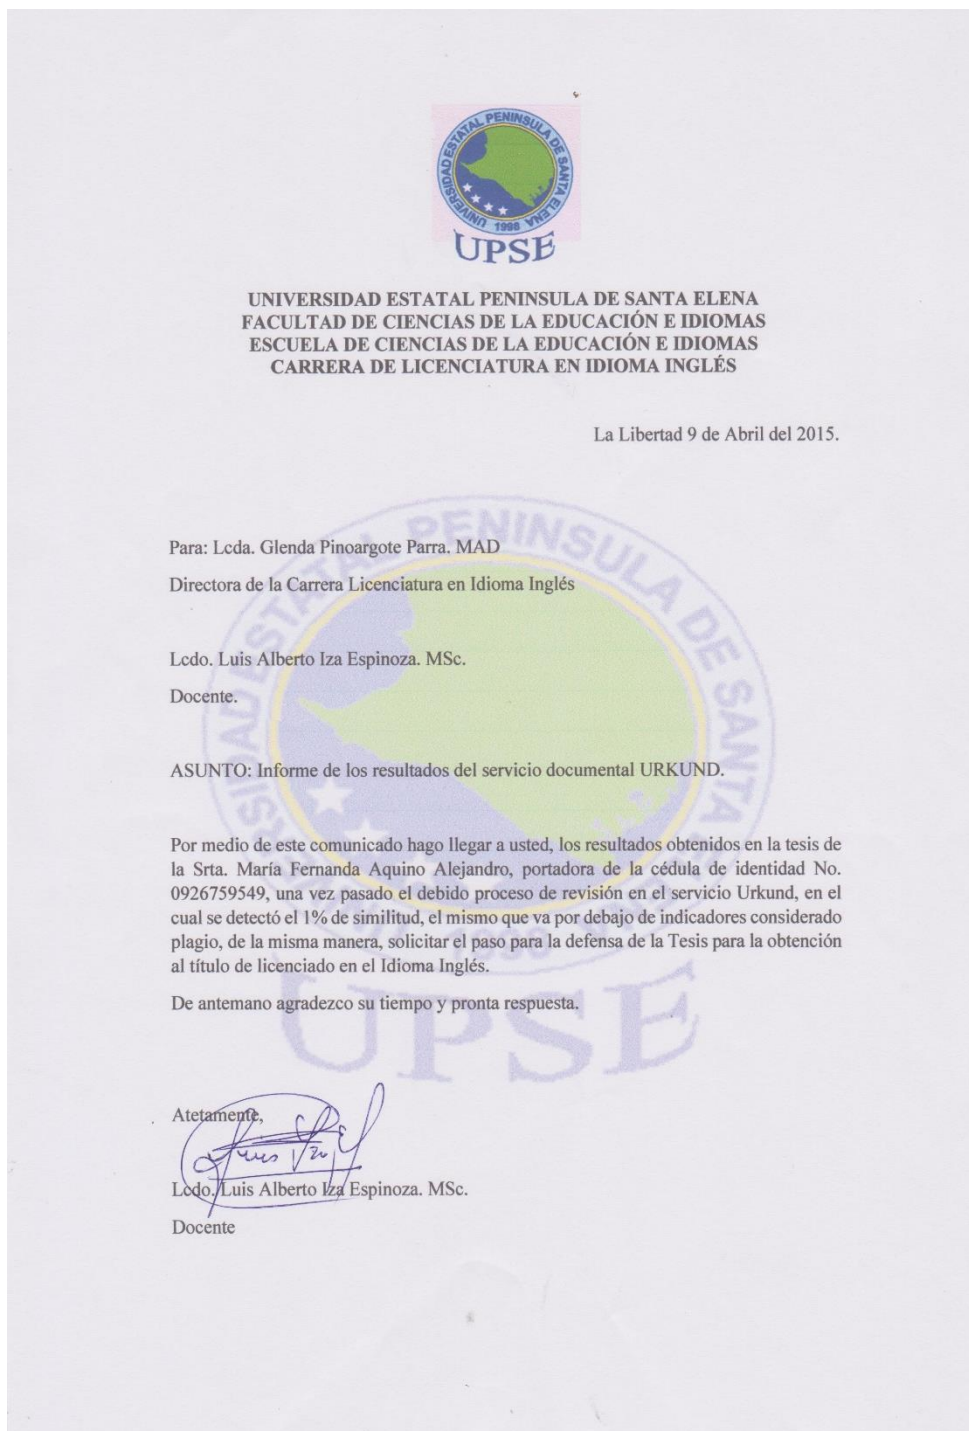 UNIVERSIDAD ESTATAL PENINSULA DE SANTA ELENA
1998
UPSE
UNIVERSIDAD ESTATAL PENINSULA DE SANTA ELENA
FACULTAD DE CIENCIAS DE LA EDUCACIÓN E IDIOMAS
ESCUELA DE CIENCIAS DE LA EDUCACIÓN E IDIOMAS
CARRERA DE LICENCIATURA EN IDIOMA INGLÉS
La Libertad 9 de Abril del 2015.
Para: Lcda. Glenda Pinoargote Parra. MAD
Directora de la Carrera Licenciatura en Idioma Inglés
Lcdo. Luis Alberto Iza Espinoza. MSc.
Docente.
ASUNTO: Informe de los resultados del servicio documental URKUND.
Por medio de este comunicado hago llegar a usted, los resultados obtenidos en la tesis de
la Srta. María Fernanda Aquino Alejandro, portadora de la cédula de identidad No.
0926759549, una vez pasado el debido proceso de revisión en el servicio Urkund, en el
cual se detectó el 1% de similitud, el mismo que va por debajo de indicadores considerado
plagio, de la misma manera, solicitar el paso para la defensa de la Tesis para la obtención
al título de licenciado en el Idioma Inglés.
De antemano agradezco su tiempo y pronta respuesta.
UNIVERSIDAD ESTATAL PENINSULA DE SANTA ELENA
1998
UPSE
Atetamente,
Lcdo. Luis Alberto Iza Espinoza. MSc.
Docente